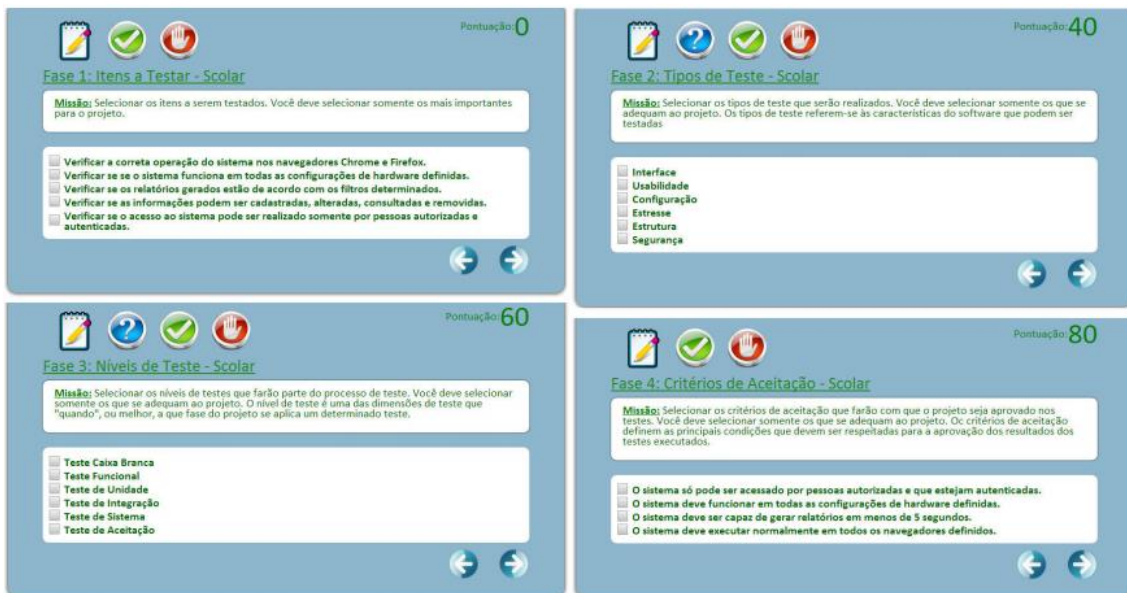 Pontuação:0
Fase 1: Itens a Testar - Scolar
Missão: Selecionar os itens a serem testados. Você deve selecionar somente os mais importantes
para o projeto.
Verificar a correta operação do sistema nos navegadores Chrome e Firefox.
Verificar se se o sistema funciona em todas as configurações de hardware definidas.
Verificar se os relatórios gerados estão de acordo com os filtros determinados.
Verificar se as informações podem ser cadastradas, alteradas, consultadas e removidas.
Verificar se o acesso ao sistema pode ser realizado somente por pessoas autorizadas e
autenticadas.
Pontuação:40
Fase 2: Tipos de Teste - Scolar
Missão: Selecionar os tipos de teste que serão realizados. Você deve selecionar somente os que se
adequam ao projeto. Os tipos de teste referem-se às características do software que podem ser
testadas
Interface
Usabilidade
Configuração
Estresse
Estrutura
Segurança
Pontuação:60
Fase 3: Níveis de Teste - Scolar
Missão: Selecionar os níveis de testes que farão parte do processo de teste. Você deve selecionar
somente os que se adequam ao projeto. O nível de teste é uma das dimensões de teste que
"quando", ou melhor, a que fase do projeto se aplica um determinado teste.
Teste Caixa Branca
Teste Funcional
Teste de Unidade
Teste de Integração
Teste de Sistema
Teste de Aceitação
Pontuação:80
Fase 4: Critérios de Aceitação - Scolar
Missão: Selecionar os critérios de aceitação que farão com que o projeto seja aprovado nos
testes. Você deve selecionar somente os que se adequam ao projeto. Oc critérios de aceitação
definem as principais condições que devem ser respeitadas para a aprovação dos resultados dos
testes executados.
O sistema só pode ser acessado por pessoas autorizadas e que estejam autenticadas.
O sistema deve funcionar em todas as configurações de hardware definidas.
O sistema deve ser capaz de gerar relatórios em menos de 5 segundos.
O sistema deve executar normalmente em todos os navegadores definidos.